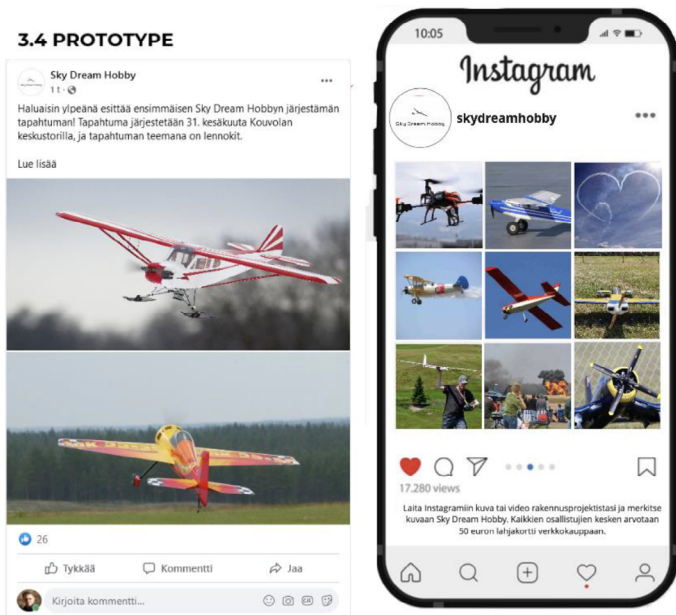 3.4 PROTOTYPE
Sky Dream Hobby
1 t ·
Haluaisin ylpeänä esittää ensimmäisen Sky Dream Hobbyn järjestämän
tapahtuman! Tapahtuma järjestetään 31. kesäkuuta Kouvolan
keskustorilla, ja tapahtuman teemana on lennokit.
Lue lisää
26
Tykkää
Kommentti
Jaa
Kirjoita kommentti...
10:05
Instagram
Sky Dream Hobby
skydreamhobby
17.280 views
Laita Instagramiin kuva tai video rakennusprojektistasi ja merkitse
kuvaan Sky Dream Hobby. Kaikkien osallistujien kesken arvotaan
50 euron lahjakortti verkkokauppaan.